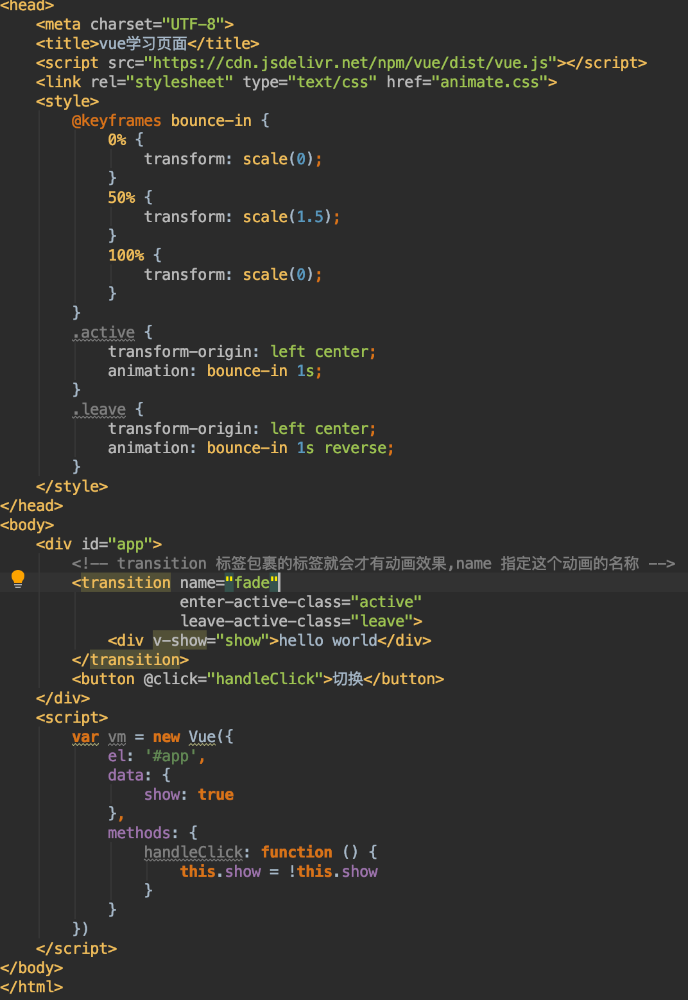 <head>
    <meta charset="UTF-8">
    <title>vue学习页面</title>
    <script src="https://cdn.jsdelivr.net/npm/vue/dist/vue.js"></script>
    <link rel="stylesheet" type="text/css" href="animate.css">
    <style>
        @keyframes bounce-in {
            0% {
                transform: scale(0);
            }
            50% {
                transform: scale(1.5);
            }
            100% {
                transform: scale(0);
            }
        }
        .active {
            transform-origin: left center;
            animation: bounce-in 1s;
        }
        .leave {
            transform-origin: left center;
            animation: bounce-in 1s reverse;
        }
    </style>
</head>
<body>
    <div id="app">
        <!-- transition 标签包裹的标签就会才有动画效果,name 指定这个动画的名称 -->
        <transition name="fade"
                    enter-active-class="active"
                    leave-active-class="leave">
            <div v-show="show">hello world</div>
        </transition>
        <button @click="handleClick">切换</button>
    </div>
    <script>
        var vm = new Vue({
            el: '#app',
            data: {
                show: true
            },
            methods: {
                handleClick: function () {
                    this.show = !this.show
                }
            }
        })
    </script>
</body>
</html>